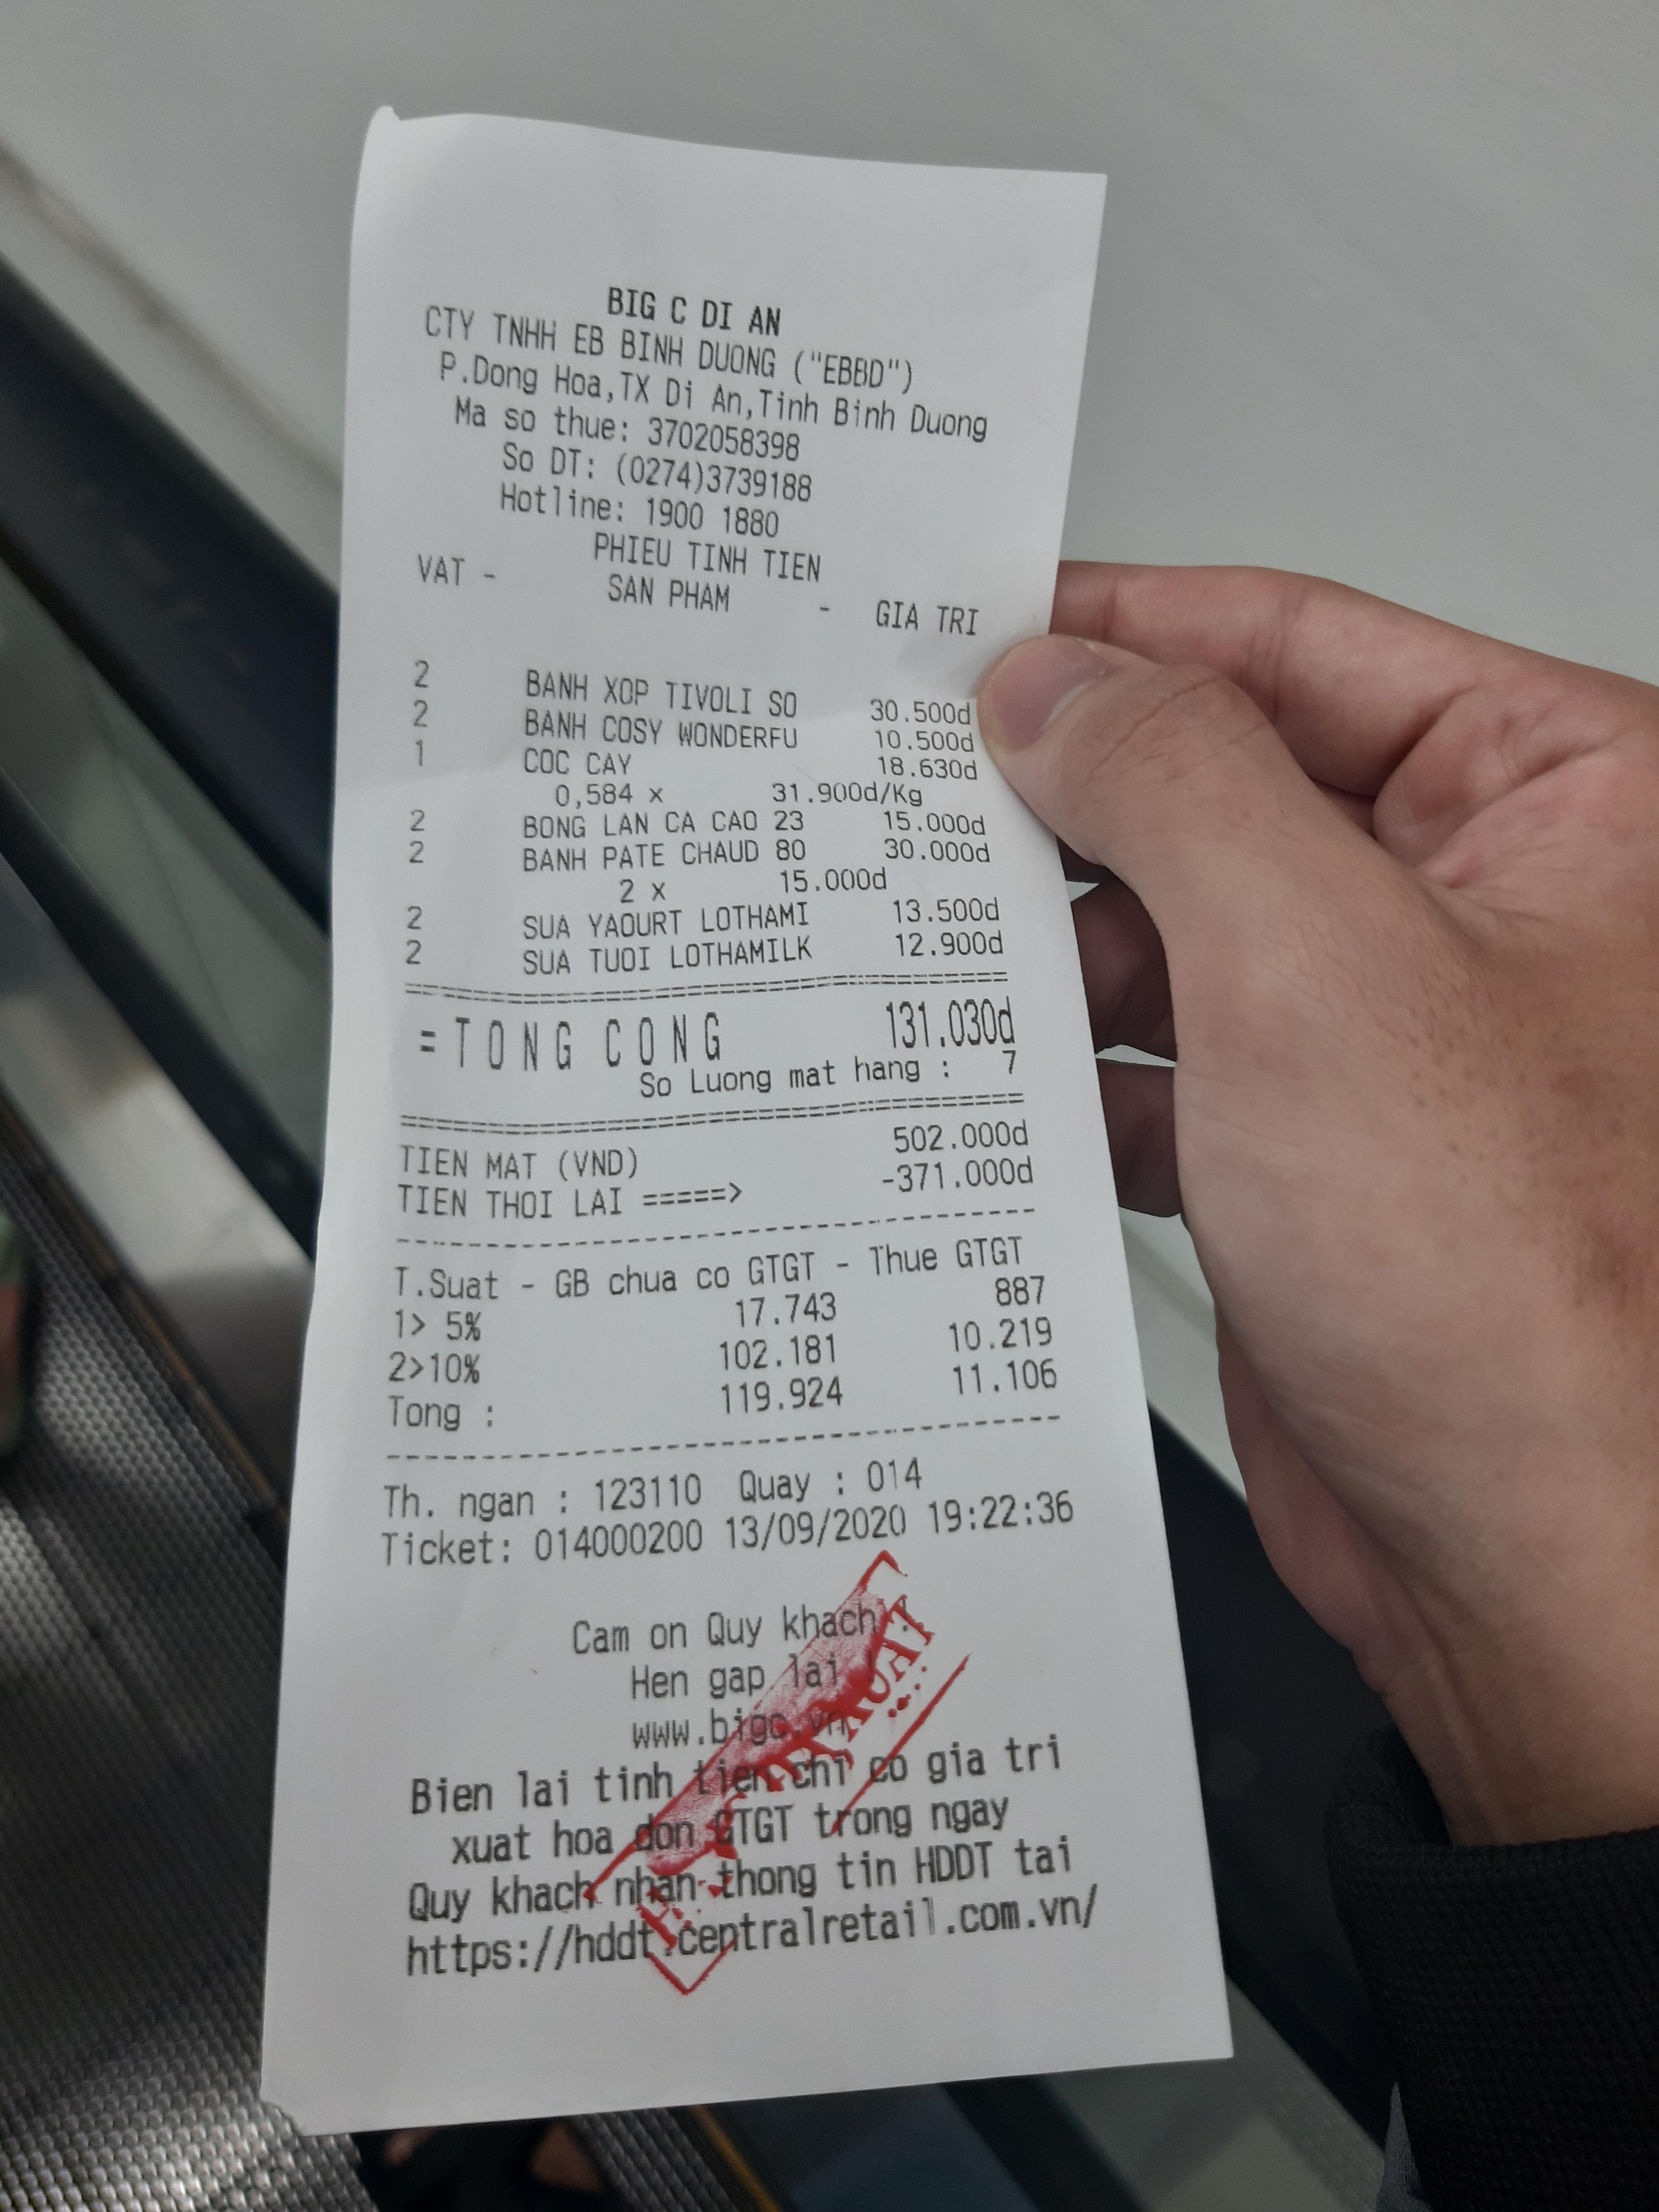 BIG C DI AN
CTY TNHH EB BINH DUONG ("EBBD")
P.Dong Hoa,TX Di An,Tinh Binh Duong
Ma so thue: 3702058398
So DT: (0274)3739188
Hotline: 1900 1880
PHIEU TINH TIEN
VAT - SAN PHAM - GIA TRI
2 BANH XOP TIVOLI SO 30.500d
2 BANH COSY WONDERFU 10.500d
1 COC CAY 18.630d
0,584 x 31.900d/Kg
2 BONG LAN CA CAO 23 15.000d
2 BANH PATE CHAUD 80 30.000d
2 x 15.000d
2 SUA YAOURT LOTHAMI 13.500d
2 SUA TUOI LOTHAMILK 12.900d
=TONG CONG 131.030d
So Luong mat hang : 7
TIEN MAT (VND) 502.000d
TIEN THOI LAI =====> -371.000d
T.Suat - GB chua co GTGT - Thue GTGT
1> 5% 17.743 887
2>10% 102.181 10.219
Tong : 119.924 11.106
Th. ngan : 123110 Quay : 014
Ticket: 014000200 13/09/2020 19:22:36
Cam on Quy khach !
Hen gap lai
www.bigc.vn
Bien lai tinh tien chi co gia tri
xuat hoa don GTGT trong ngay
Quy khach nhan thong tin HDDT tai
https://hddt.centralretail.com.vn/